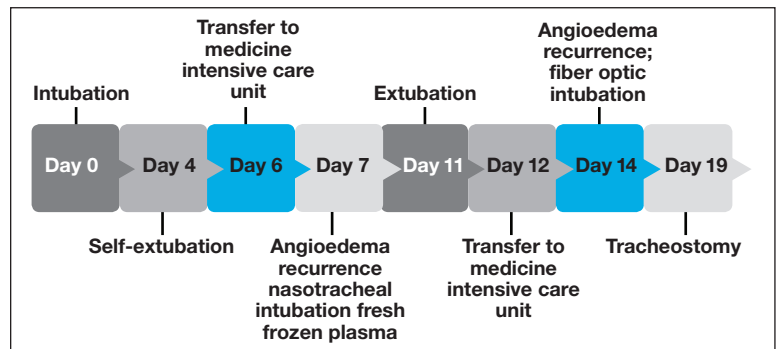 Intubation
Transfer to
medicine
intensive care
unit
Extubation
Angioedema
recurrence;
fiber optic
intubation
Day 0
Day 4
Day 6
Day 7
Day 11
Day 12
Day 14
Day 19
Self-extubation
Angioedema
recurrence
nasotracheal
intubation fresh
frozen plasma
Transfer to
medicine
intensive care
unit
Tracheostomy